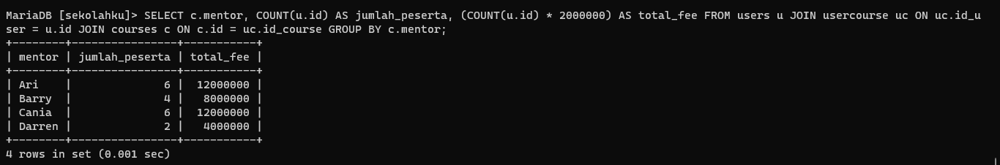 MariaDB [sekolahku]> SELECT c.mentor, COUNT(u.id) AS jumlah_peserta, (COUNT(u.id) * 2000000) AS total_fee FROM users u JOIN usercourse uc ON uc.id_u
ser = u.id JOIN courses c ON c.id = uc.id_course GROUP BY c.mentor;
+--------+----------------+-----------+
| mentor | jumlah_peserta | total_fee |
+--------+----------------+-----------+
| Ari    |              6 |  12000000 |
| Barry  |              4 |   8000000 |
| Cania  |              6 |  12000000 |
| Darren |              2 |   4000000 |
+--------+----------------+-----------+
4 rows in set (0.001 sec)